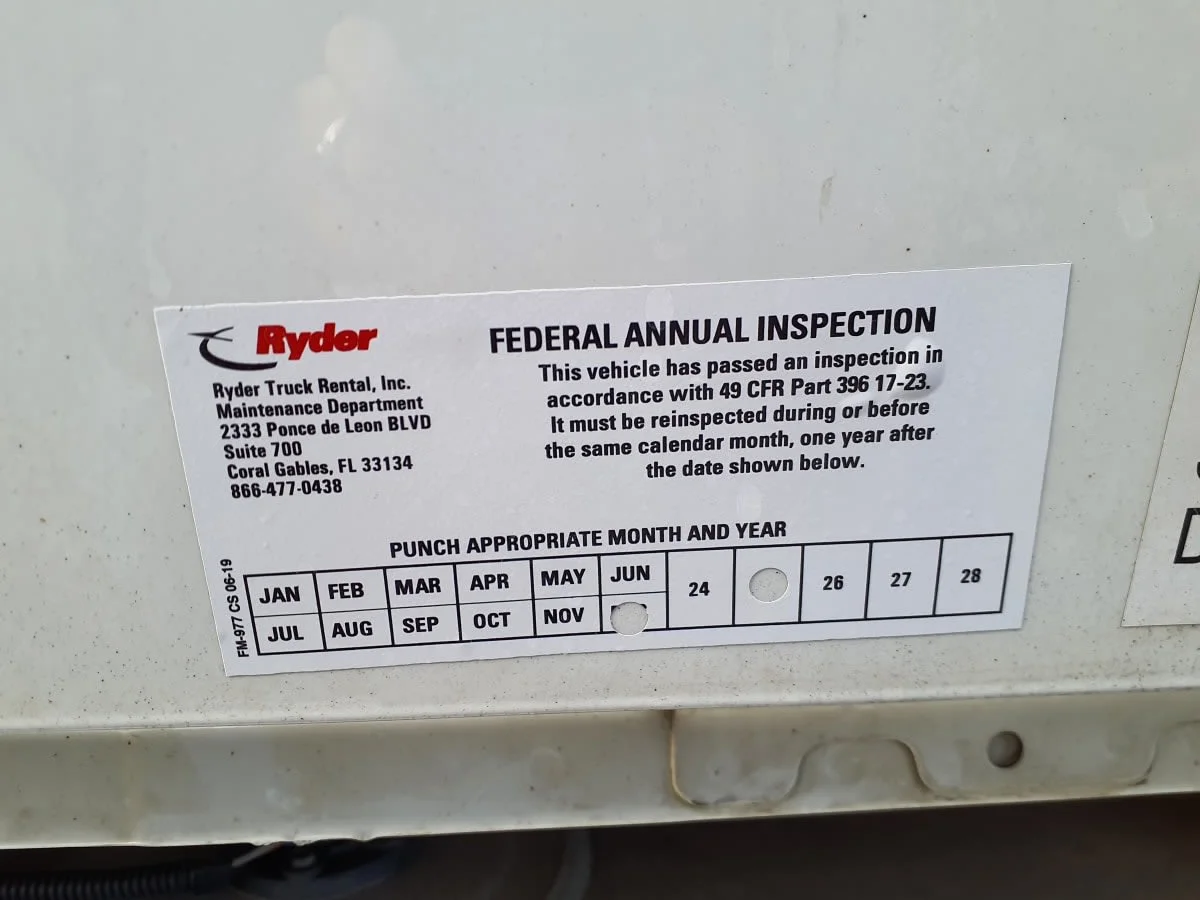 Ryder
Ryder Truck Rental, Inc.
Maintenance Department
2333 Ponce de Leon BLVD
Suite 700
Coral Gables, FL 33134
866-477-0438
FEDERAL ANNUAL INSPECTION
This vehicle has passed an inspection in
accordance with 49 CFR Part 396 17-23.
It must be reinspected during or before
the same calendar month, one year after
the date shown below.
PUNCH APPROPRIATE MONTH AND YEAR
FM-977 CS 06-19
JAN FEB MAR APR MAY JUN 24 26 27 28
JUL AUG SEP OCT NOV